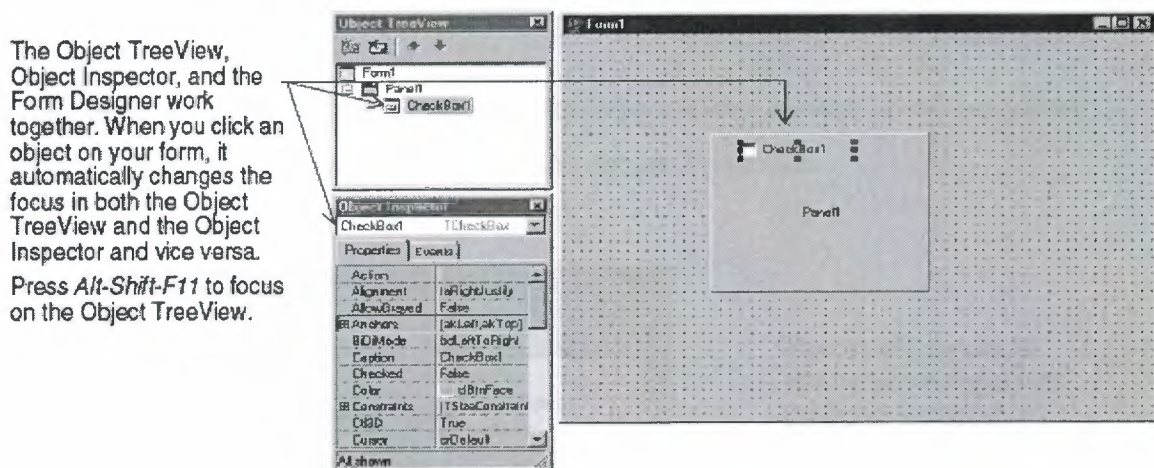 The Object TreeView,
Object Inspector, and the
Form Designer work
together. When you click an
object on your form, it
automatically changes the
focus in both the Object
TreeView and the Object
Inspector and vice versa.
Press Alt-Shift-F11 to focus
on the Object TreeView.
Object TreeView
Form1
Panel1
CheckBox1
Object Inspector
CheckBox1 TCheckBox
Properties Events
Action
Alignment taRightJustify
AllowGrayed False
Anchors [akLeft,akTop]
BiDiMode bdLeftToRight
Caption CheckBox1
Checked False
Color clBtnFace
Constraints (TSizeConstraint
Ctl3D True
Cursor crDefault
All shown
Form1
CheckBox1
Panel1